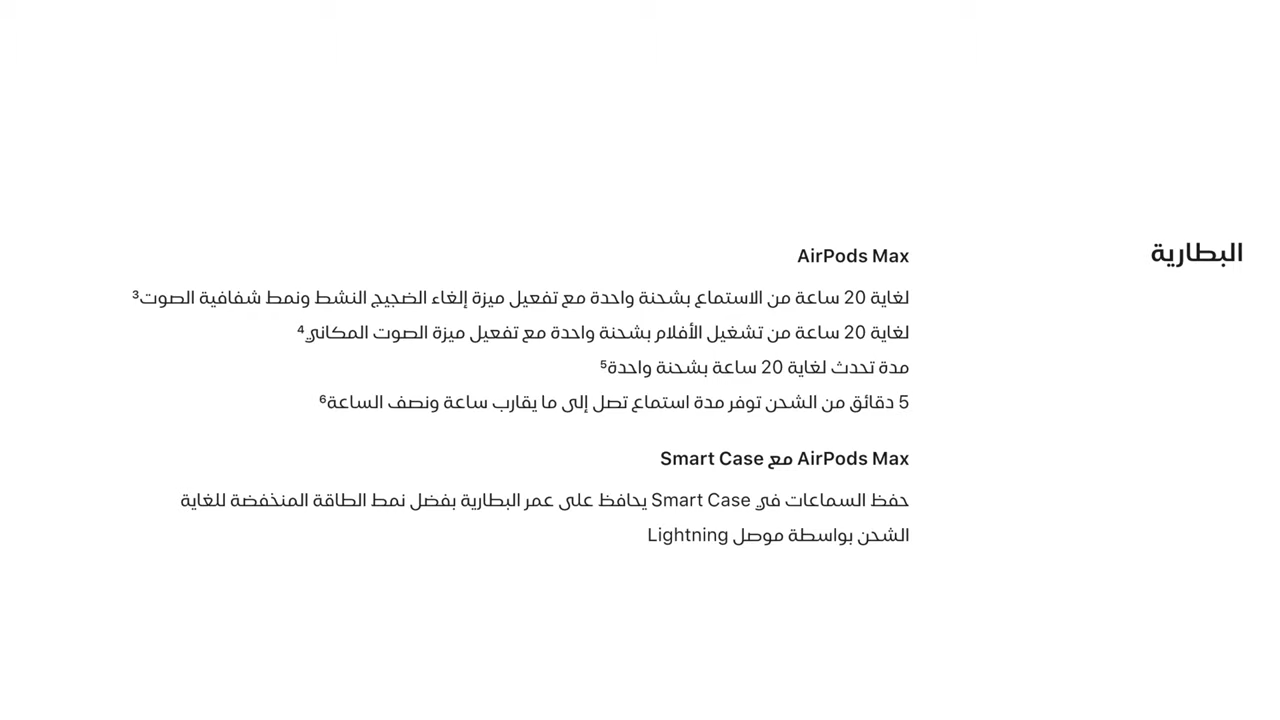 البطارية
AirPods Max
لغاية 20 ساعة من الاستماع بشحنة واحدة مع تفعيل ميزة إلغاء الضجيج النشط ونمط شفافية الصوت³
لغاية 20 ساعة من تشغيل الأفلام بشحنة واحدة مع تفعيل ميزة الصوت المكاني⁴
مدة تحدث لغاية 20 ساعة بشحنة واحدة⁵
5 دقائق من الشحن توفر مدة استماع تصل إلى ما يقارب ساعة ونصف الساعة⁶
AirPods Max مع Smart Case
حفظ السماعات في Smart Case يحافظ على عمر البطارية بفضل نمط الطاقة المنخفضة للغاية
الشحن بواسطة موصل Lightning